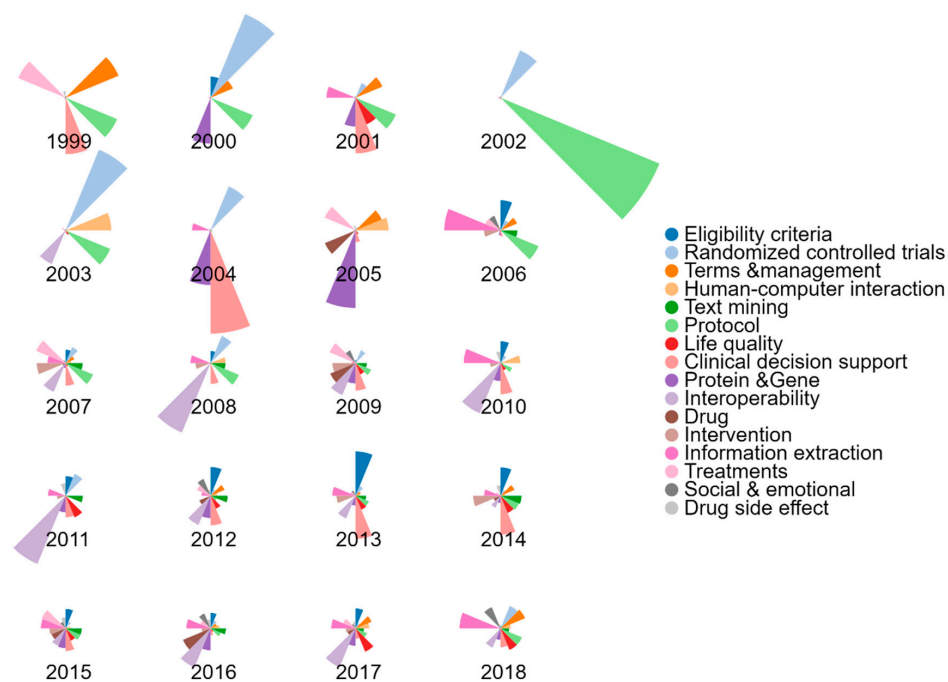 1999
2000
2001
2002
2003
2004
2005
2006
2007
2008
2009
2010
2011
2012
2013
2014
2015
2016
2017
2018
Eligibility criteria
Randomized controlled trials
Terms &management
Human-computer interaction
Text mining
Protocol
Life quality
Clinical decision support
Protein &Gene
Interoperability
Drug
Intervention
Information extraction
Treatments
Social & emotional
Drug side effect